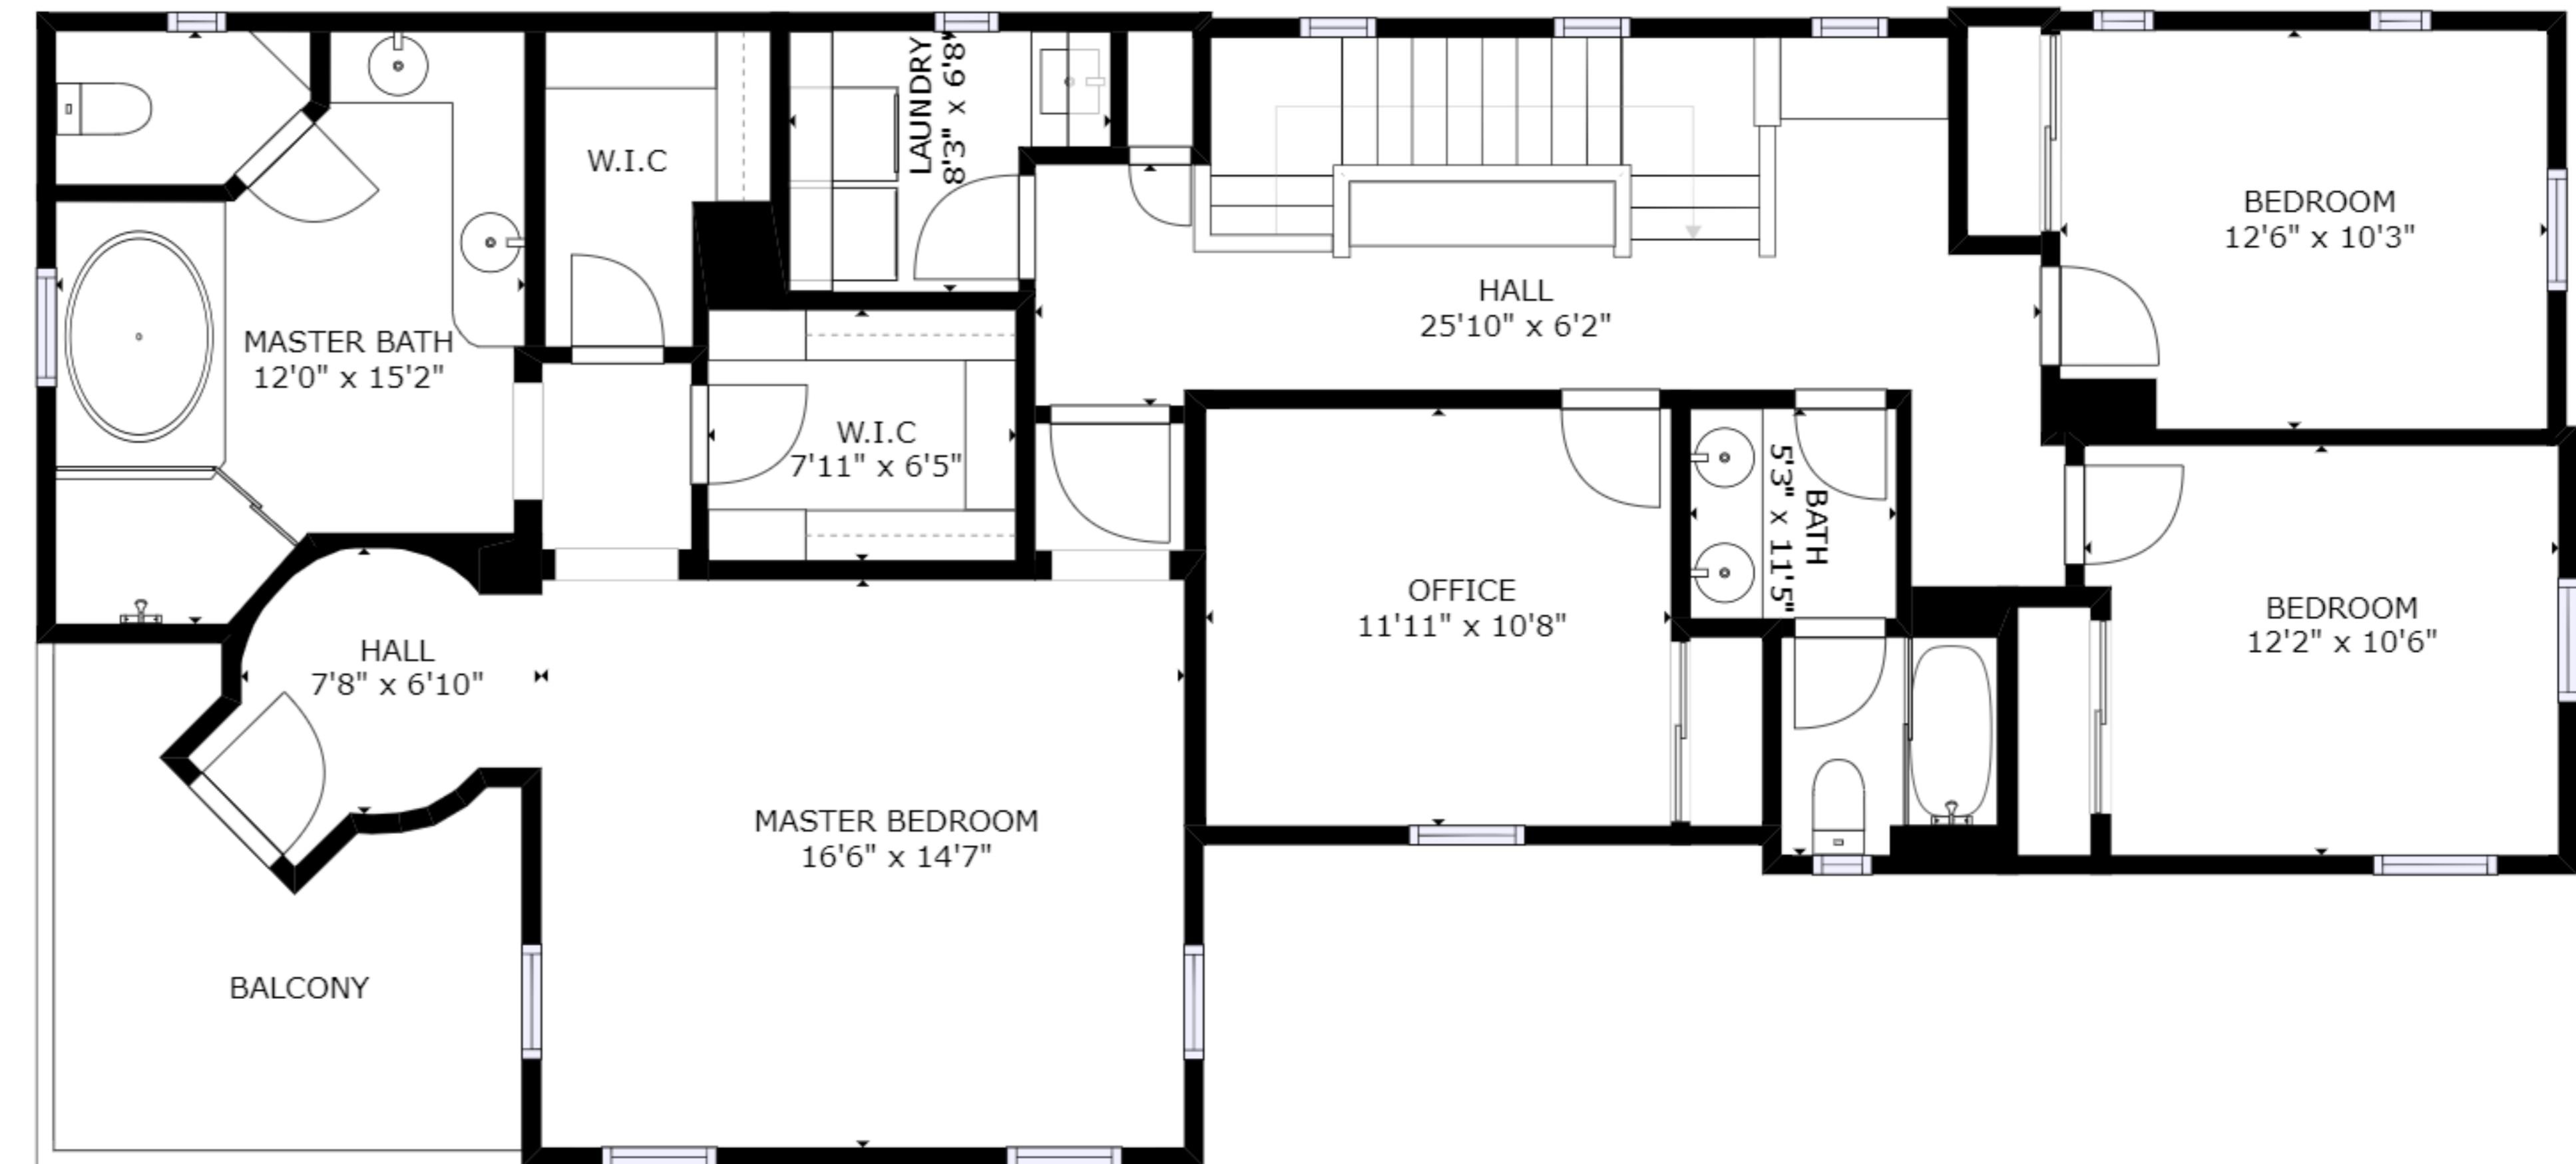 LAUNDRY
8'3" x 6'8"
W.I.C
BEDROOM
12'6" x 10'3"
HALL
25'10" x 6'2"
MASTER BATH
12'0" x 15'2"
W.I.C
7'11" x 6'5"
BATH
5'3" x 11'5"
OFFICE
11'11" x 10'8"
BEDROOM
12'2" x 10'6"
HALL
7'8" x 6'10"
MASTER BEDROOM
16'6" x 14'7"
BALCONY